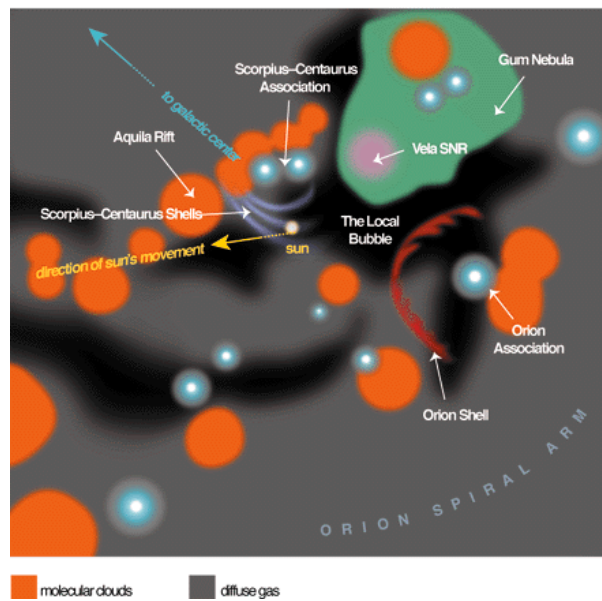 Scorpius–Centaurus
Association
Gum Nebula
to galactic center
Aquila Rift
Vela SNR
Scorpius–Centaurus Shells
The Local
Bubble
sun
direction of sun's movement
Orion
Association
Orion Shell
ORION SPIRAL ARM
molecular clouds
diffuse gas